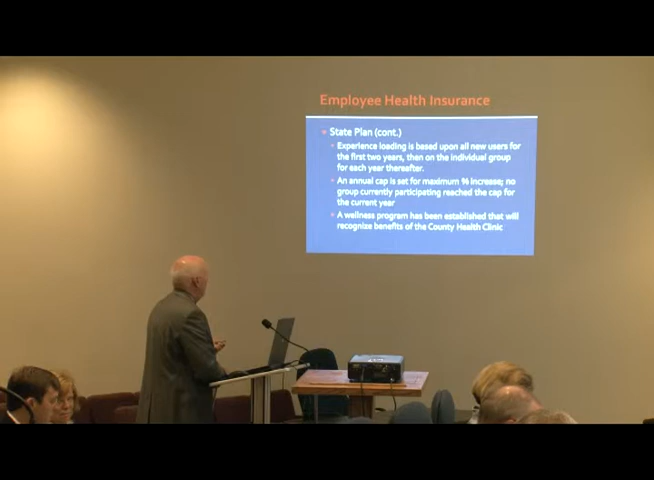 Employee Health Insurance
State Plan (cont.)
Experience loading is based upon all new users for
the first two years, then on the individual group
for each year thereafter.
An annual cap is set for maximum % increase; no
group currently participating reached the cap for
the current year
A wellness program has been established that will
recognize benefits of the County Health Clinic